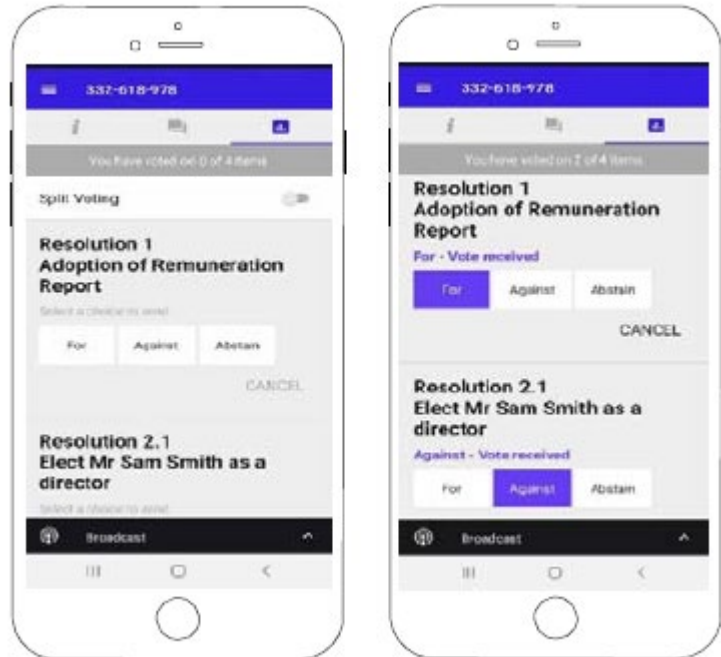 332-618-978
You have voted on 0 of 4 items
Split Voting
Resolution 1
Adoption of Remuneration
Report
Select a choice to send
For Against Abstain
CANCEL
Resolution 2.1
Elect Mr Sam Smith as a
director
Select a choice to send
Broadcast
332-618-978
You have voted on 2 of 4 items
Resolution 1
Adoption of Remuneration
Report
For - Vote received
For Against Abstain
CANCEL
Resolution 2.1
Elect Mr Sam Smith as a
director
Against - Vote received
For Against Abstain
Broadcast